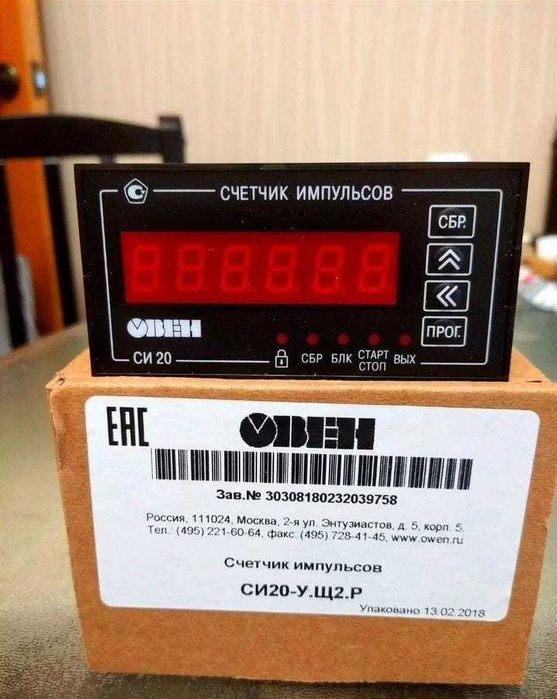 СЧЕТЧИК ИМПУЛЬСОВ
СБР.
888888
ОВЕН
ПРОГ.
СИ 20
СБР БЛК СТАРТ СТОП ВЫХ
ЕАС ОВЕН
Зав.№ 30308180232039758
Россия, 111024, Москва, 2-я ул. Энтузиастов, д. 5, корп. 5.
Тел.: (495) 221-60-64, факс: (495) 728-41-45, www.owen.ru
Счетчик импульсов
СИ20-У.Щ2.Р
Упаковано 13.02.2018